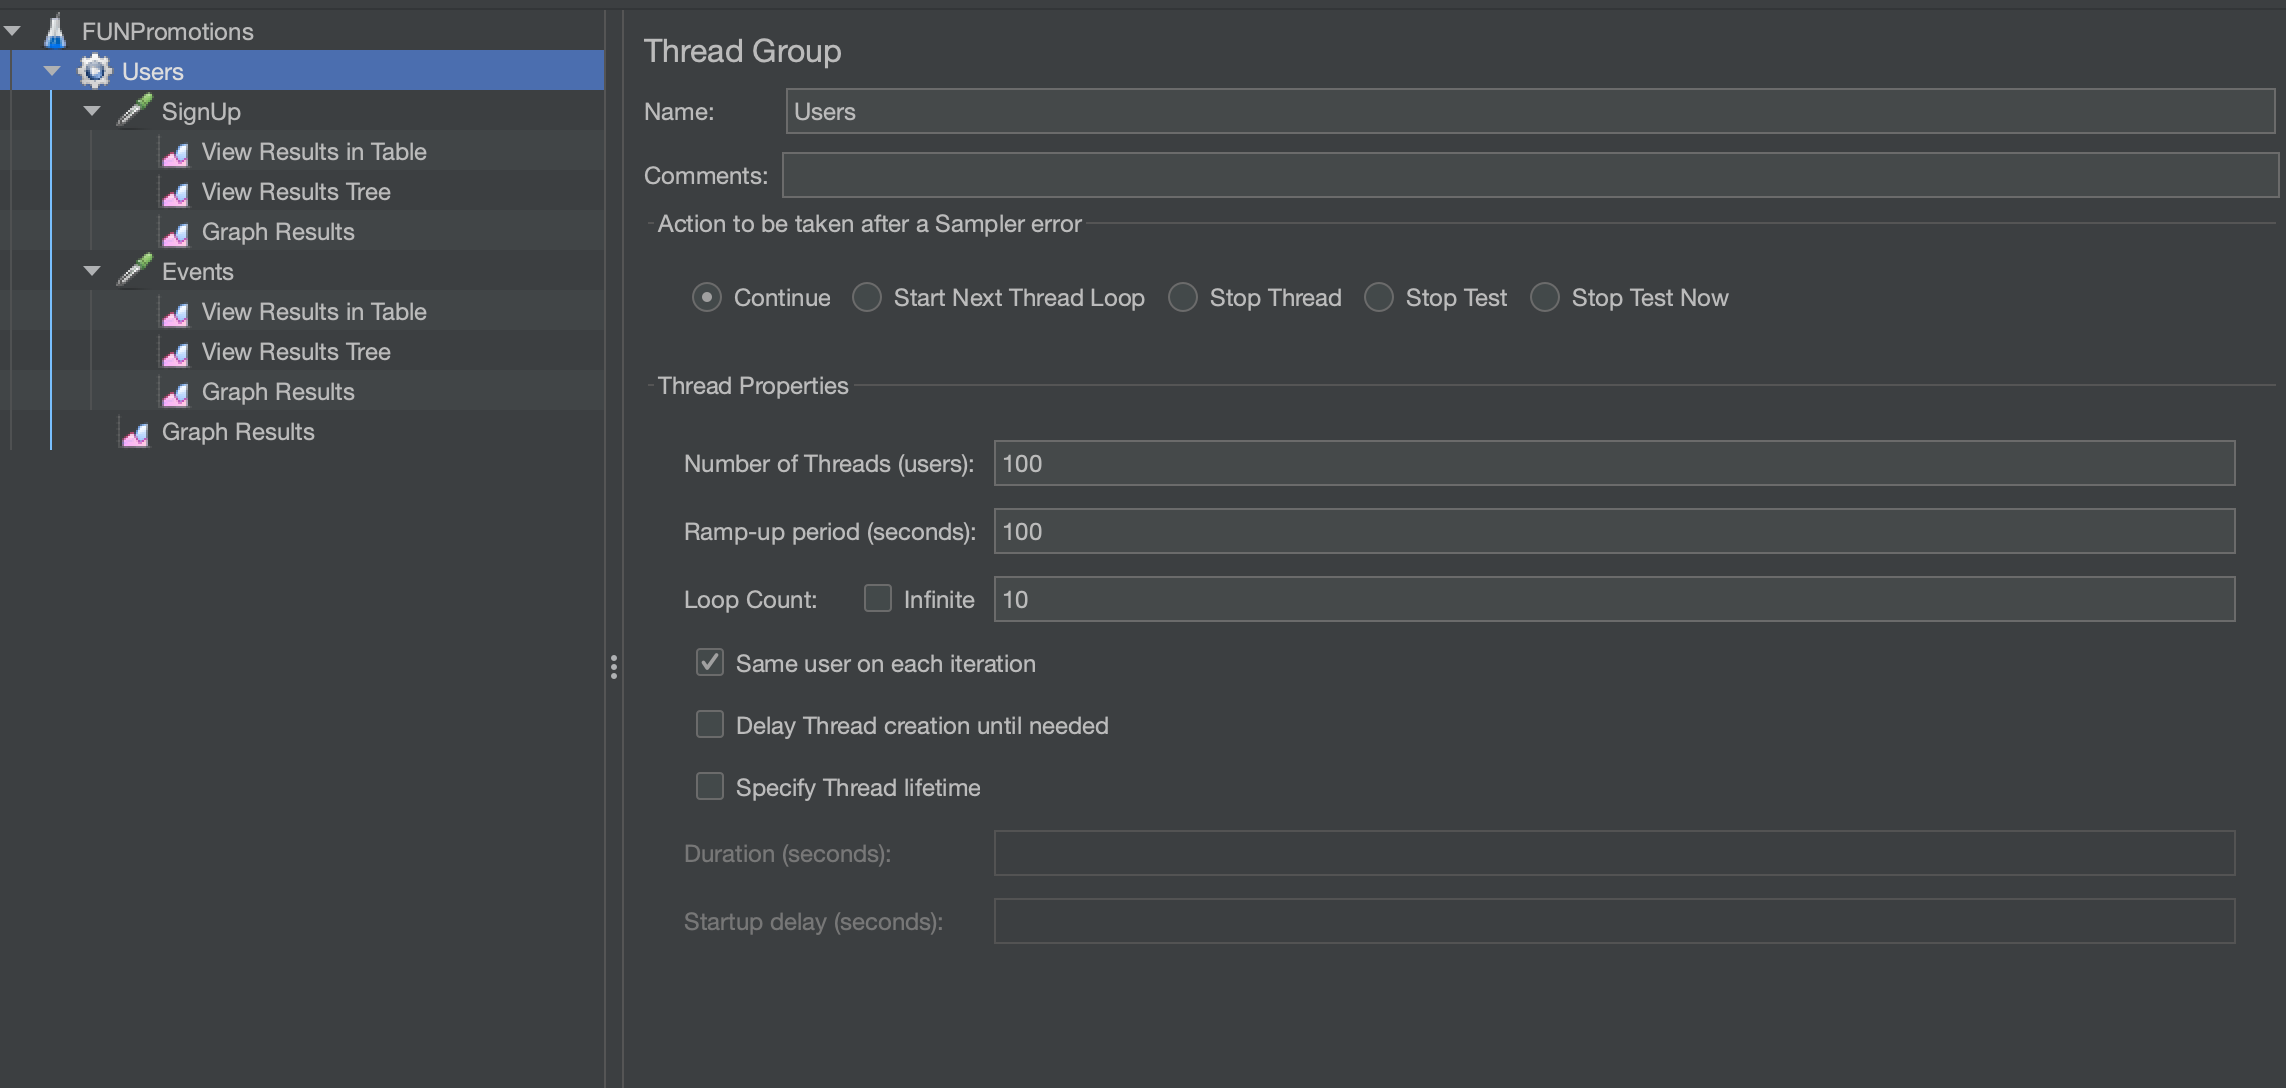 FUNPromotions
Users
SignUp
View Results in Table
View Results Tree
Graph Results
Events
View Results in Table
View Results Tree
Graph Results
Graph Results
Thread Group
Name: Users
Comments:
Action to be taken after a Sampler error
Continue Start Next Thread Loop Stop Thread Stop Test Stop Test Now
Thread Properties
Number of Threads (users): 100
Ramp-up period (seconds): 100
Loop Count: Infinite 10
Same user on each iteration
Delay Thread creation until needed
Specify Thread lifetime
Duration (seconds):
Startup delay (seconds):